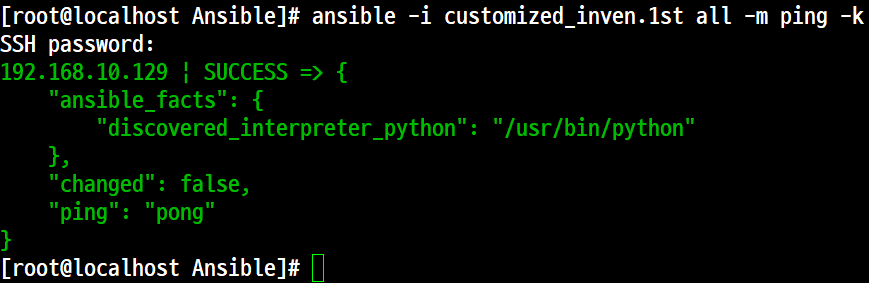 [root@localhost Ansible]# ansible -i customized_inven.1st all -m ping -k
SSH password:
192.168.10.129 | SUCCESS => {
    "ansible_facts": {
        "discovered_interpreter_python": "/usr/bin/python"
    },
    "changed": false,
    "ping": "pong"
}
[root@localhost Ansible]#